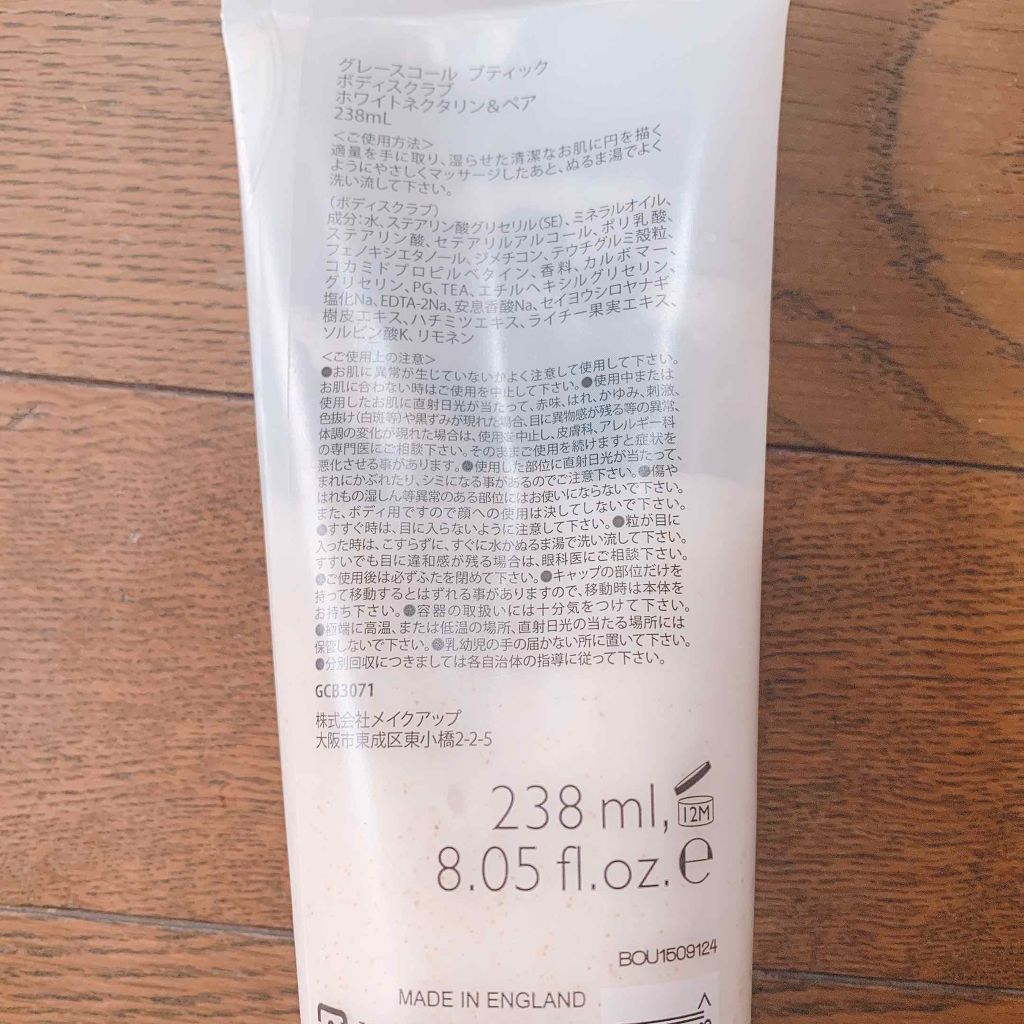 グレースコール ブティック
ボディスクラブ
ホワイトネクタリン＆ペア
238mL
＜ご使用方法＞
適量を手に取り、湿らせた清潔なお肌に円を描く
ようにやさしくマッサージしたあと、ぬるま湯でよく
洗い流して下さい。
（ボディスクラブ）
成分：水、ステアリン酸グリセリル（SE）、ミネラルオイル、
ステアリン酸、セテアリルアルコール、ポリ乳酸、
フェノキシエタノール、ジメチコン、テウチグルミ殻粒、
コカミドプロピルベタイン、香料、カルボマー、
グリセリン、PG、TEA、エチルヘキシルグリセリン、
塩化Na、EDTA-2Na、安息香酸Na、セイヨウシロヤナギ
樹皮エキス、ハチミツエキス、ライチー果実エキス、
ソルビン酸K、リモネン
＜ご使用上の注意＞
●お肌に異常が生じていないかよく注意して使用して下さい。
お肌に合わない時はご使用を中止して下さい。●使用中または
使用したお肌に直射日光が当たって、赤味、はれ、かゆみ、刺激、
色抜け（白斑等）や黒ずみが現れた場合、目に異物感が残る等の異常、
体調の変化が現れた場合は、使用を中止し、皮膚科、アレルギー科
の専門医にご相談下さい。そのままご使用を続けますと症状を
悪化させる事があります。●使用した部位に直射日光が当たって、
まれにかぶれたり、シミになる事があるのでご注意下さい。●傷や
はれもの湿しん等異常のある部位にはお使いにならないで下さい。
また、ボディ用ですので顔への使用は決してしないで下さい。
●すすぐ時は、目に入らないように注意して下さい。●粒が目に
入った時は、こすらずに、すぐに水かぬるま湯で洗い流して下さい。
すすいでも目に違和感が残る場合は、眼科医にご相談下さい。
●ご使用後は必ずふたを閉めて下さい。●キャップの部位だけを
持って移動するとはずれる事がありますので、移動時は本体を
お持ち下さい。●容器の取扱いには十分気をつけて下さい。
●極端に高温、または低温の場所、直射日光の当たる場所には
保管しないで下さい。●乳幼児の手の届かない所に置いて下さい。
●分別回収につきましては各自治体の指導に従って下さい。
GCB3071
株式会社メイクアップ
大阪市東成区東小橋2-2-5
238 ml,
12M
8.05 fl.oz. ℮
BOU1509124
MADE IN ENGLAND